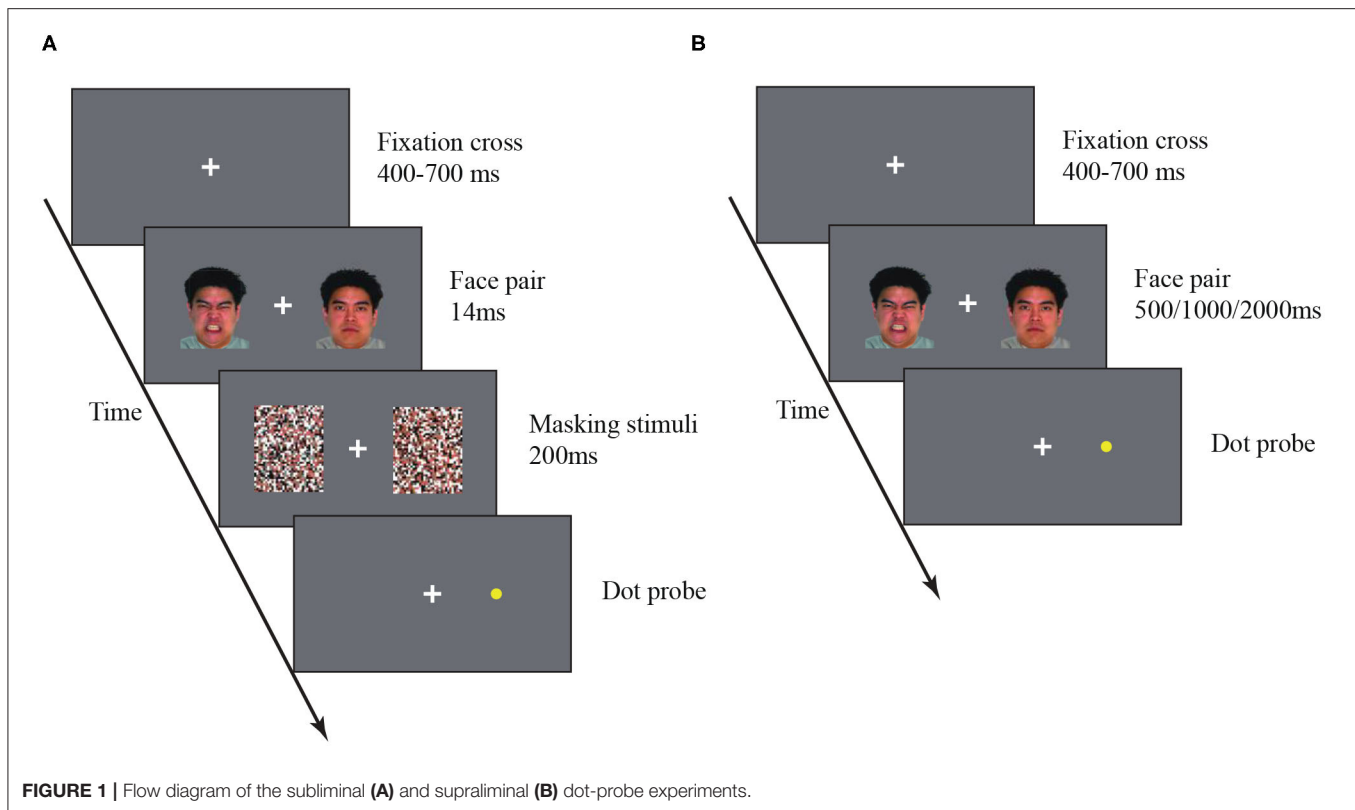 A
Fixation cross
400-700 ms
Face pair
14ms
Time
Masking stimuli
200ms
Dot probe
B
Fixation cross
400-700 ms
Face pair
500/1000/2000ms
Time
Dot probe
FIGURE 1 | Flow diagram of the subliminal (A) and supraliminal (B) dot-probe experiments.